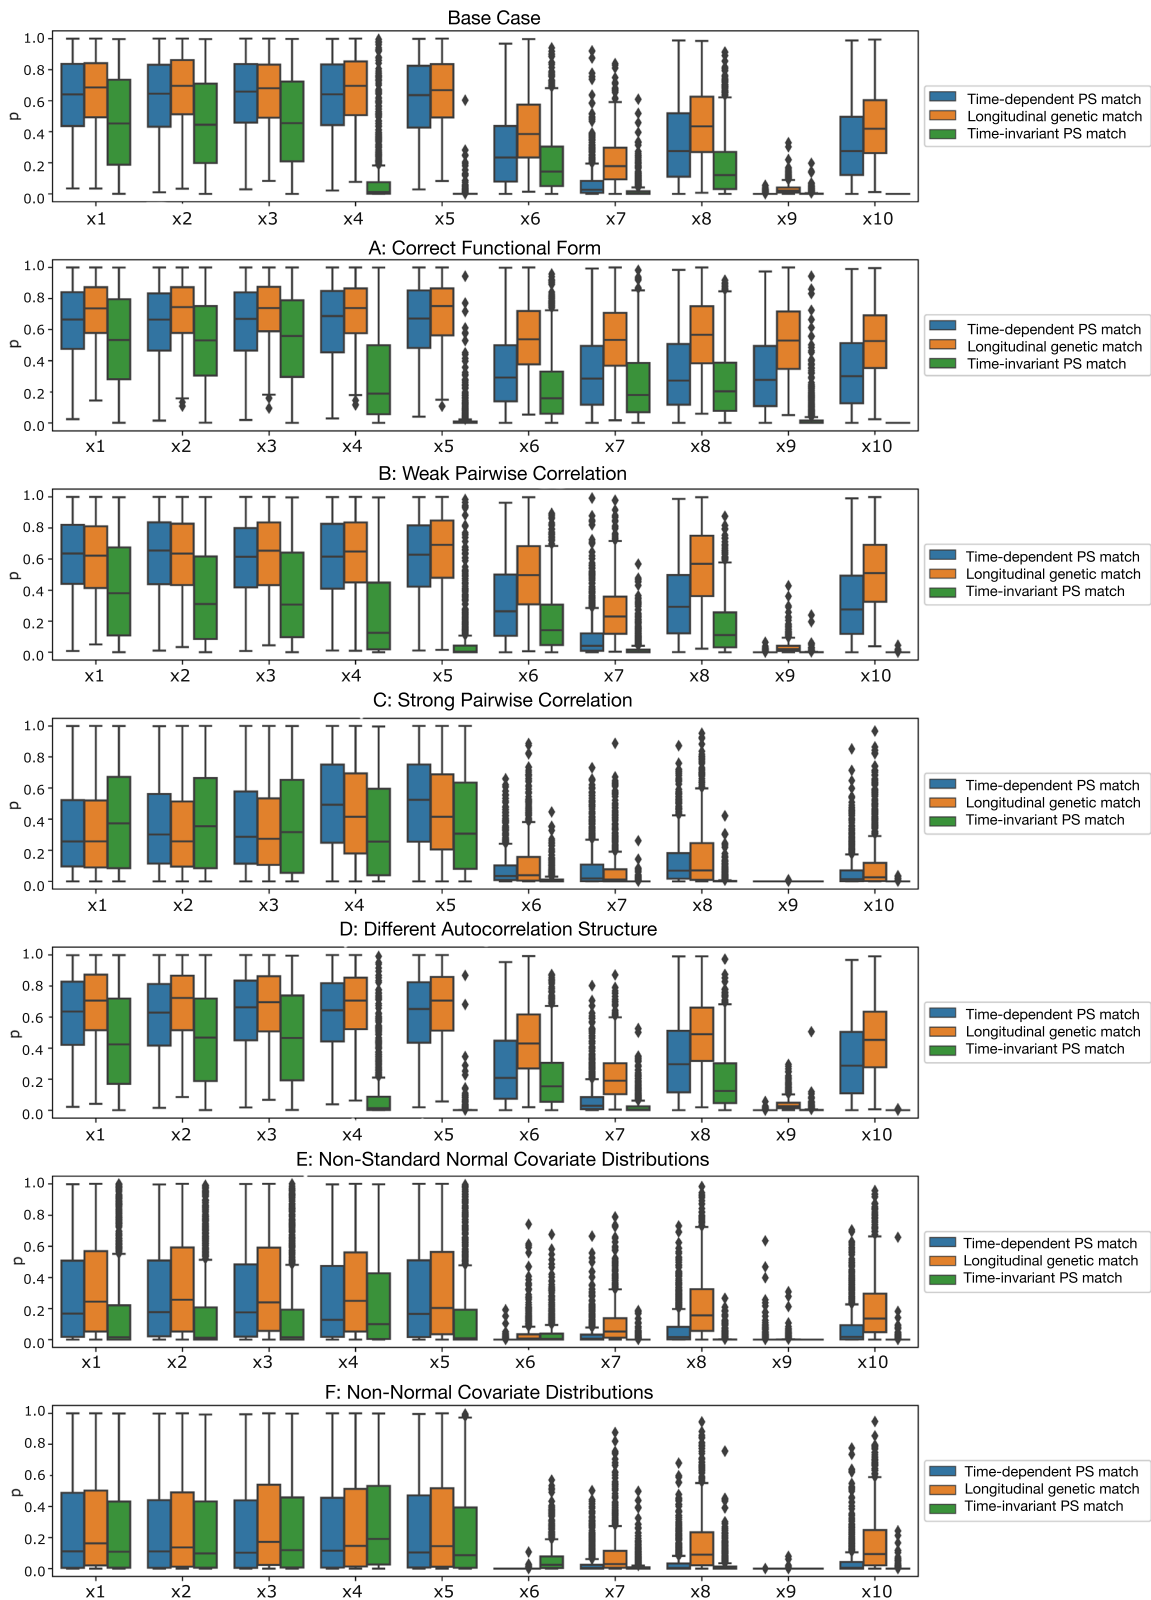 Base Case
1.0
0.8
0.6
0.4
0.2
0.0
p
x1 x2 x3 x4 x5 x6 x7 x8 x9 x10
Time-dependent PS match
Longitudinal genetic match
Time-invariant PS match
A: Correct Functional Form
1.0
0.8
0.6
0.4
0.2
0.0
p
x1 x2 x3 x4 x5 x6 x7 x8 x9 x10
Time-dependent PS match
Longitudinal genetic match
Time-invariant PS match
B: Weak Pairwise Correlation
1.0
0.8
0.6
0.4
0.2
0.0
p
x1 x2 x3 x4 x5 x6 x7 x8 x9 x10
Time-dependent PS match
Longitudinal genetic match
Time-invariant PS match
C: Strong Pairwise Correlation
1.0
0.8
0.6
0.4
0.2
0.0
p
x1 x2 x3 x4 x5 x6 x7 x8 x9 x10
Time-dependent PS match
Longitudinal genetic match
Time-invariant PS match
D: Different Autocorrelation Structure
1.0
0.8
0.6
0.4
0.2
0.0
p
x1 x2 x3 x4 x5 x6 x7 x8 x9 x10
Time-dependent PS match
Longitudinal genetic match
Time-invariant PS match
E: Non-Standard Normal Covariate Distributions
1.0
0.8
0.6
0.4
0.2
0.0
p
x1 x2 x3 x4 x5 x6 x7 x8 x9 x10
Time-dependent PS match
Longitudinal genetic match
Time-invariant PS match
F: Non-Normal Covariate Distributions
1.0
0.8
0.6
0.4
0.2
0.0
p
x1 x2 x3 x4 x5 x6 x7 x8 x9 x10
Time-dependent PS match
Longitudinal genetic match
Time-invariant PS match